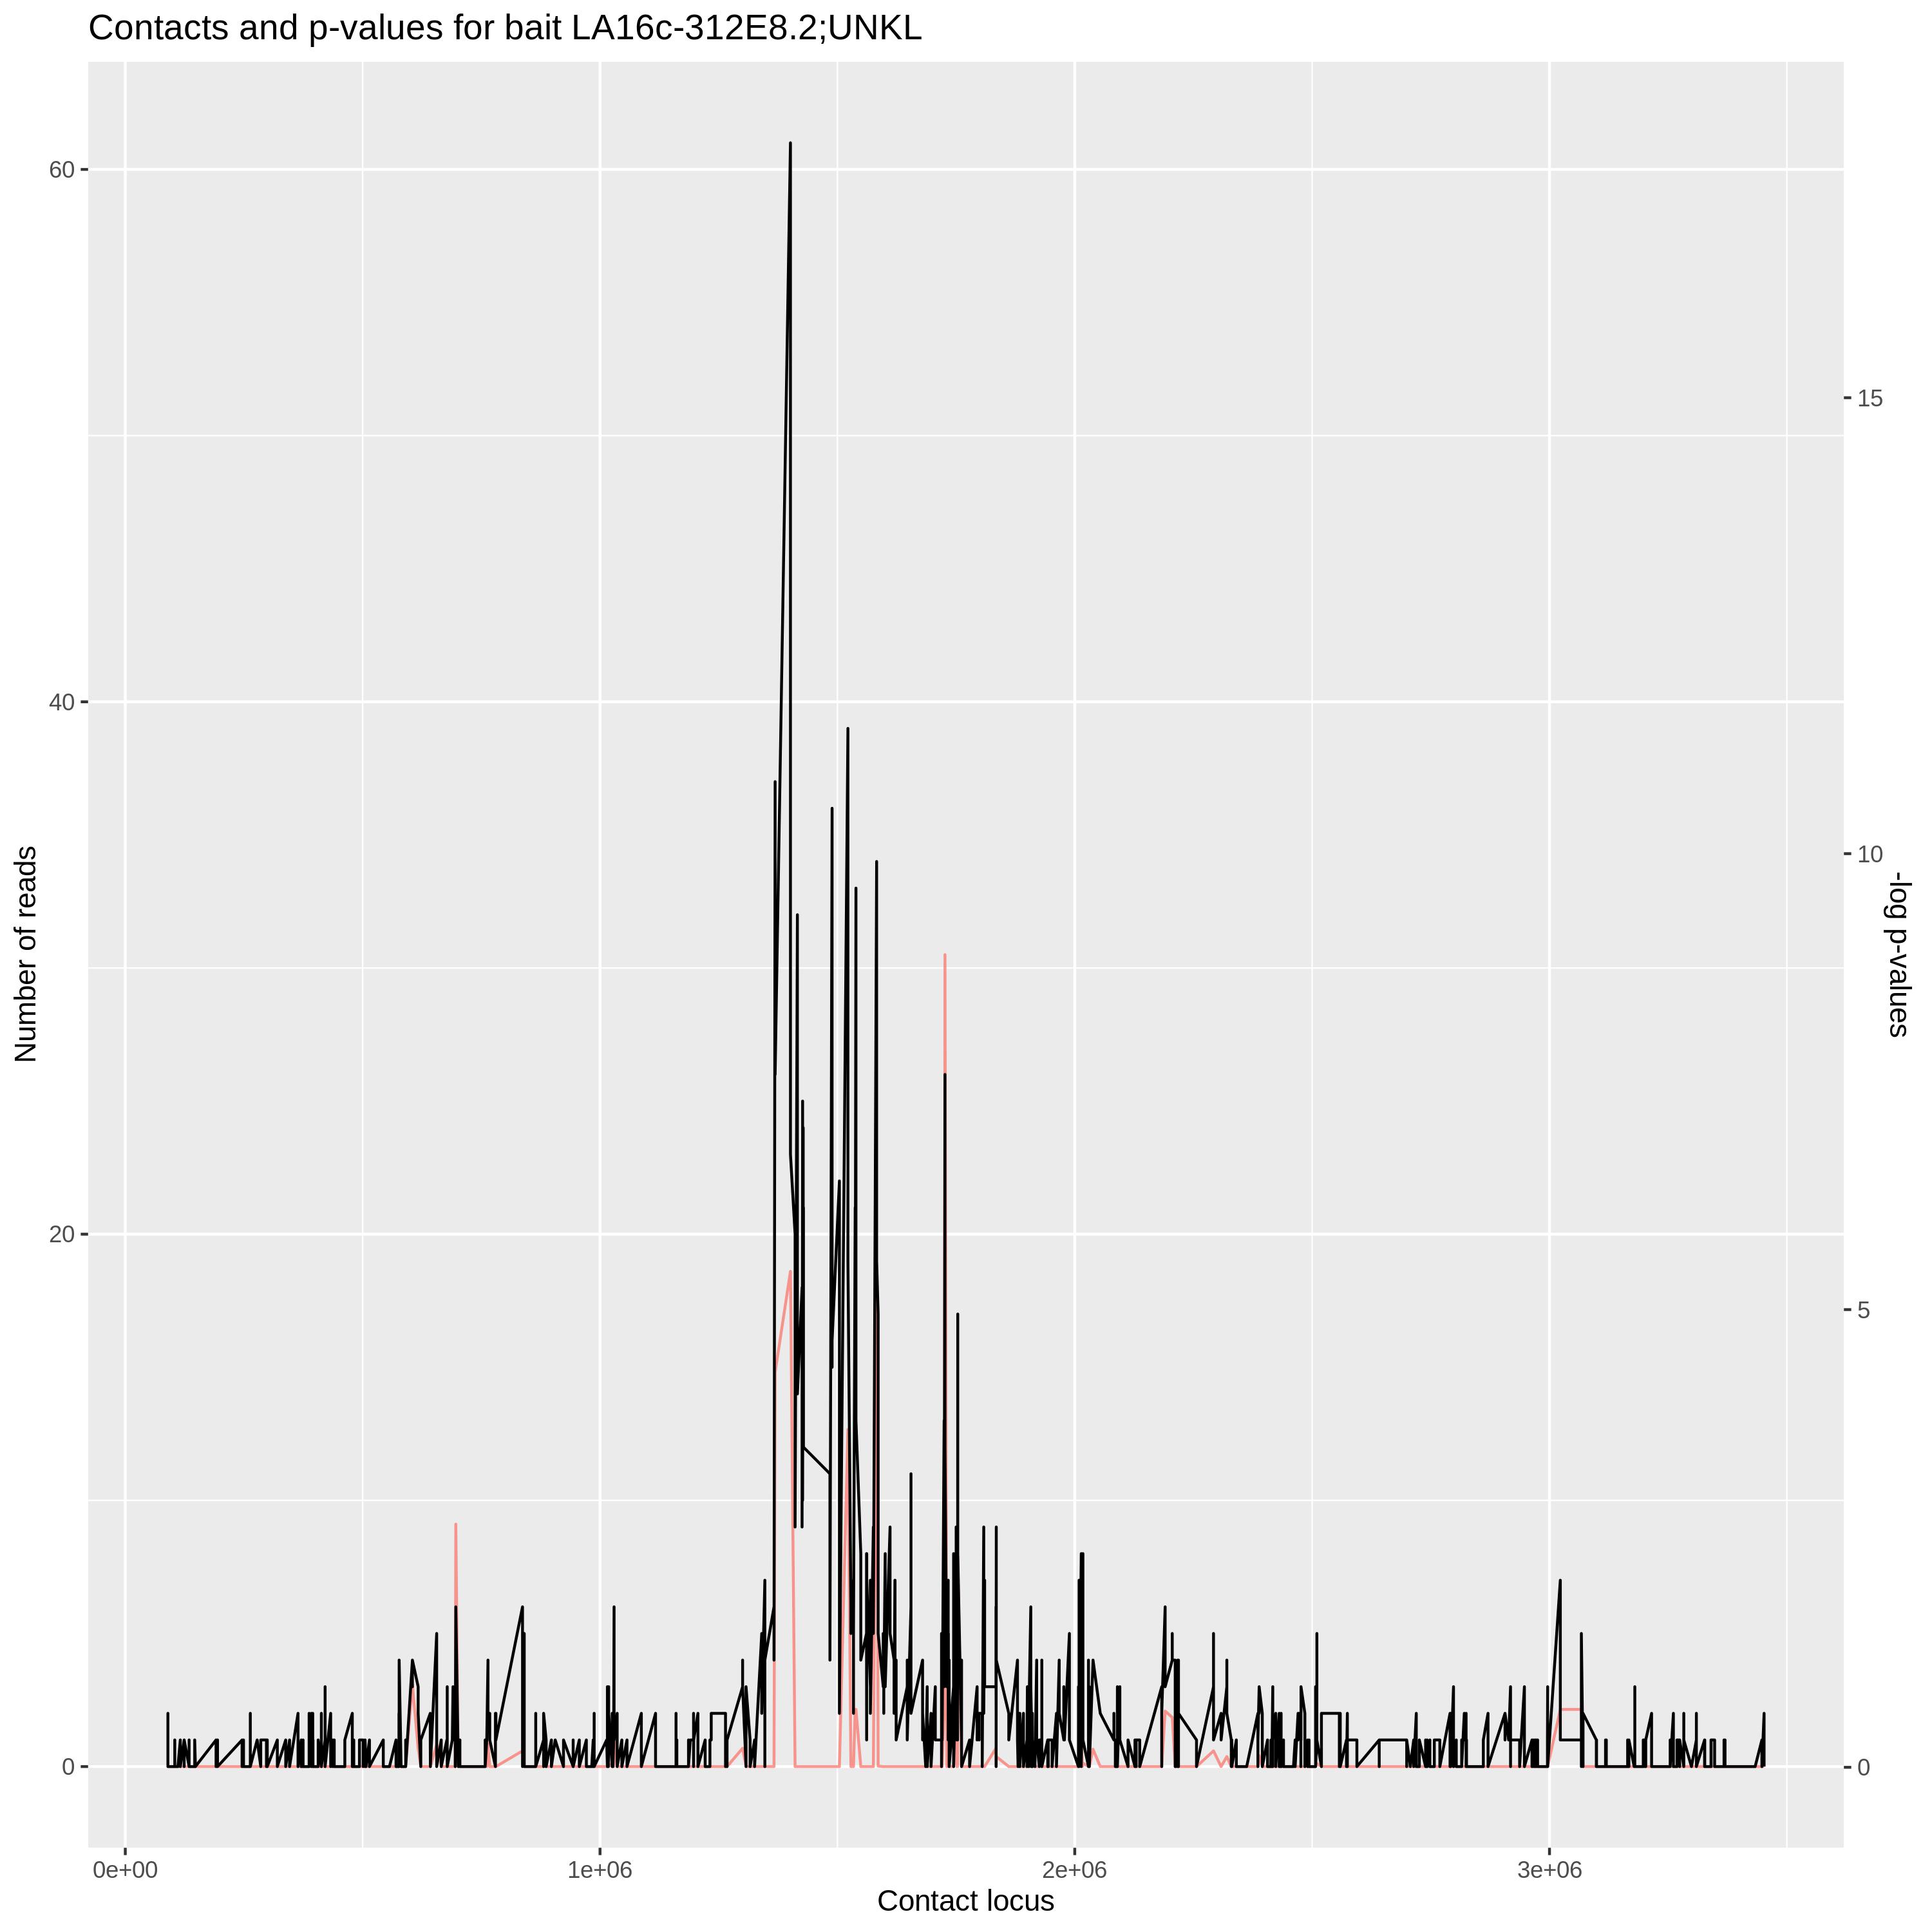 Contacts and p-values for bait LA16c-312E8.2;UNKL
60
40
20
0
Number of reads
15
10
5
0
-log p-values
0e+00
1e+06
2e+06
3e+06
Contact locus